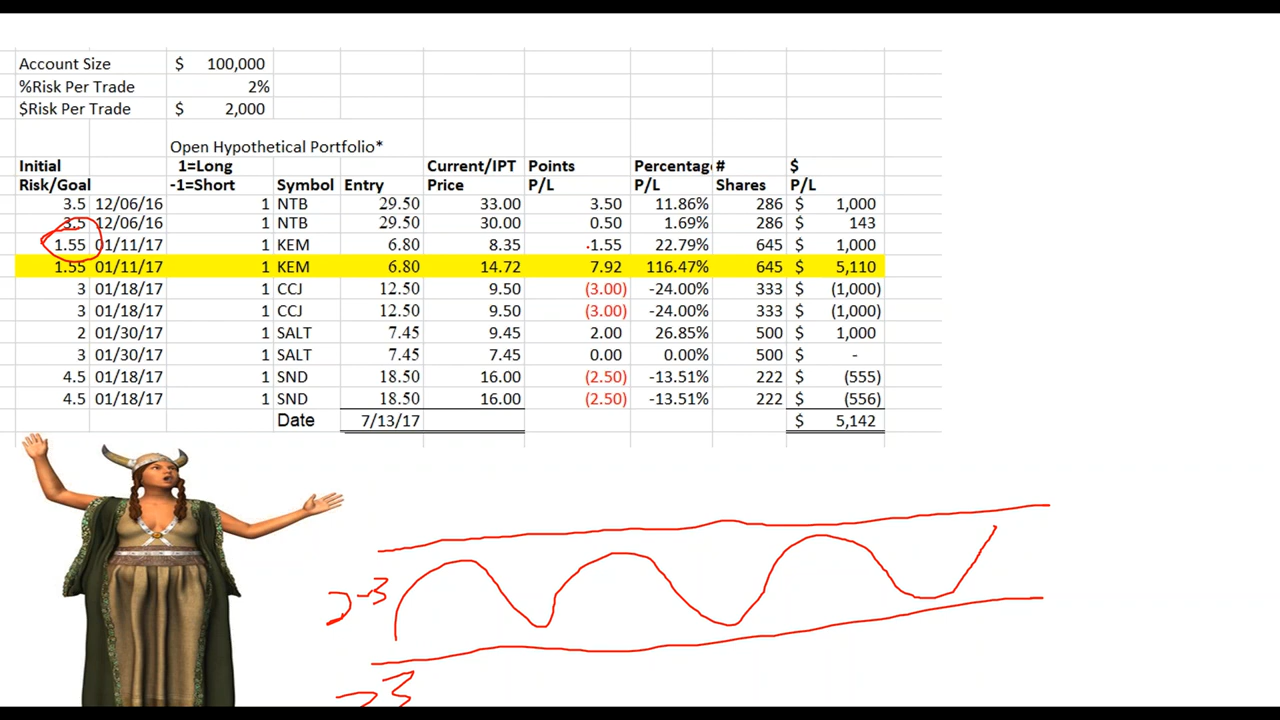 Account Size $ 100,000
%Risk Per Trade 2%
$Risk Per Trade $ 2,000
Open Hypothetical Portfolio*
Initial 1=Long Current/IPT Points Percentag #  $
Risk/Goal -1=Short Symbol Entry Price P/L P/L Shares P/L
3.5 12/06/16 1 NTB 29.50 33.00 3.50 11.86% 286 $ 1,000
3.5 12/06/16 1 NTB 29.50 30.00 0.50 1.69% 286 $ 143
1.55 01/11/17 1 KEM 6.80 8.35 1.55 22.79% 645 $ 1,000
1.55 01/11/17 1 KEM 6.80 14.72 7.92 116.47% 645 $ 5,110
3 01/18/17 1 CCJ 12.50 9.50 (3.00) -24.00% 333 $ (1,000)
3 01/18/17 1 CCJ 12.50 9.50 (3.00) -24.00% 333 $ (1,000)
2 01/30/17 1 SALT 7.45 9.45 2.00 26.85% 500 $ 1,000
3 01/30/17 1 SALT 7.45 7.45 0.00 0.00% 500 $ -
4.5 01/18/17 1 SND 18.50 16.00 (2.50) -13.51% 222 $ (555)
4.5 01/18/17 1 SND 18.50 16.00 (2.50) -13.51% 222 $ (556)
Date 7/13/17 $ 5,142
2-3